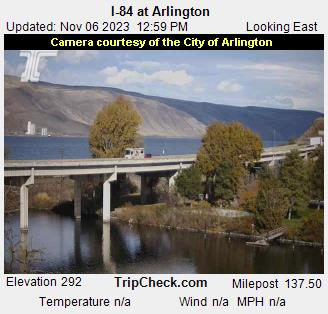 I-84 at Arlington
Updated: Nov 06 2023 12:59 PM Looking East
Camera courtesy of the City of Arlington
Elevation 292 TripCheck.com Milepost 137.50
Temperature n/a Wind n/a MPH n/a